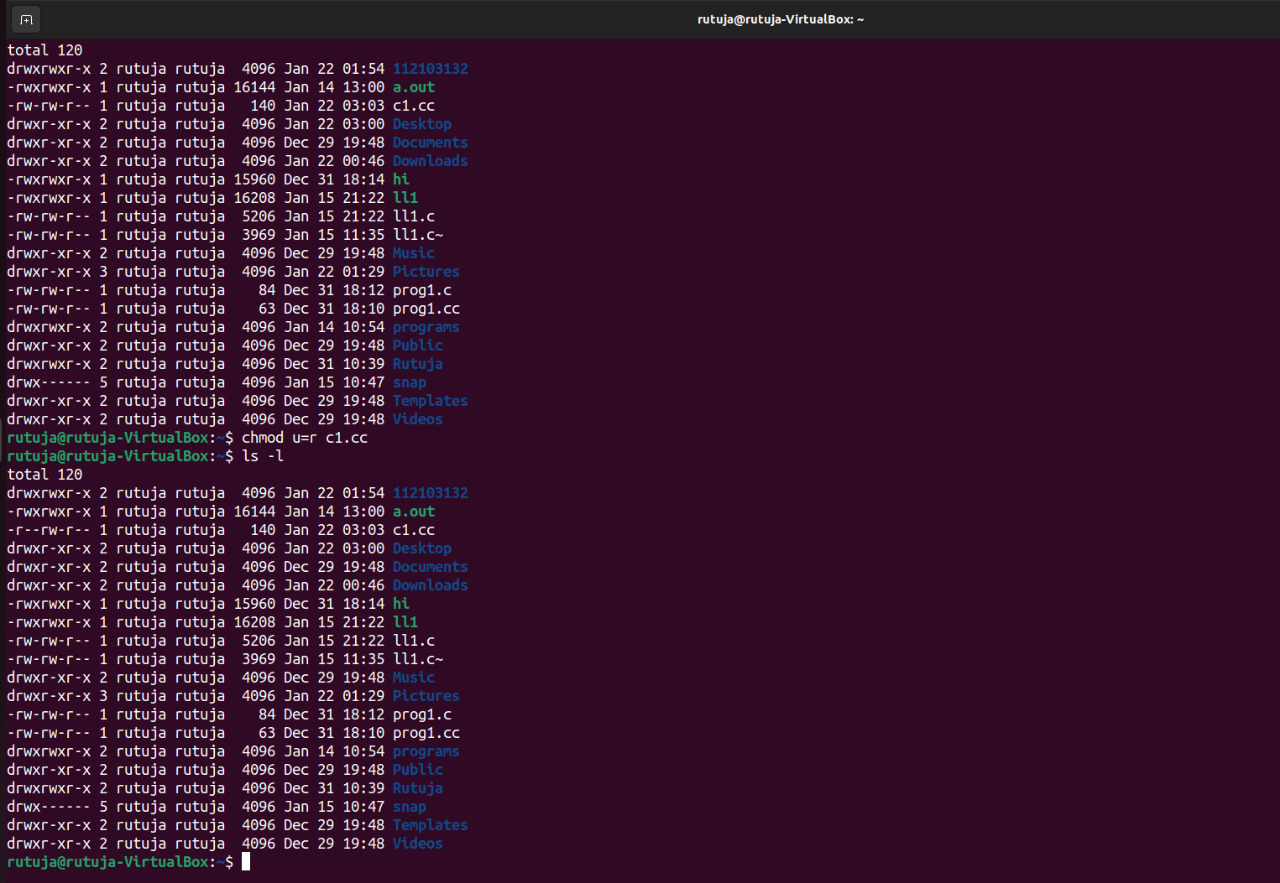 rutuja@rutuja-VirtualBox: ~
total 120
drwxrwxr-x 2 rutuja rutuja  4096 Jan 22 01:54 112103132
-rwxrwxr-x 1 rutuja rutuja 16144 Jan 14 13:00 a.out
-rw-rw-r-- 1 rutuja rutuja   140 Jan 22 03:03 c1.cc
drwxr-xr-x 2 rutuja rutuja  4096 Jan 22 03:00 Desktop
drwxr-xr-x 2 rutuja rutuja  4096 Dec 29 19:48 Documents
drwxr-xr-x 2 rutuja rutuja  4096 Jan 22 00:46 Downloads
-rwxrwxr-x 1 rutuja rutuja 15960 Dec 31 18:14 hi
-rwxrwxr-x 1 rutuja rutuja 16208 Jan 15 21:22 ll1
-rw-rw-r-- 1 rutuja rutuja  5206 Jan 15 21:22 ll1.c
-rw-rw-r-- 1 rutuja rutuja  3969 Jan 15 11:35 ll1.c~
drwxr-xr-x 2 rutuja rutuja  4096 Dec 29 19:48 Music
drwxr-xr-x 3 rutuja rutuja  4096 Jan 22 01:29 Pictures
-rw-rw-r-- 1 rutuja rutuja    84 Dec 31 18:12 prog1.c
-rw-rw-r-- 1 rutuja rutuja    63 Dec 31 18:10 prog1.cc
drwxrwxr-x 2 rutuja rutuja  4096 Jan 14 10:54 programs
drwxr-xr-x 2 rutuja rutuja  4096 Dec 29 19:48 Public
drwxrwxr-x 2 rutuja rutuja  4096 Dec 31 10:39 Rutuja
drwx------ 5 rutuja rutuja  4096 Jan 15 10:47 snap
drwxr-xr-x 2 rutuja rutuja  4096 Dec 29 19:48 Templates
drwxr-xr-x 2 rutuja rutuja  4096 Dec 29 19:48 Videos
rutuja@rutuja-VirtualBox:~$ chmod u=r c1.cc
rutuja@rutuja-VirtualBox:~$ ls -l
total 120
drwxrwxr-x 2 rutuja rutuja  4096 Jan 22 01:54 112103132
-rwxrwxr-x 1 rutuja rutuja 16144 Jan 14 13:00 a.out
-r--rw-r-- 1 rutuja rutuja   140 Jan 22 03:03 c1.cc
drwxr-xr-x 2 rutuja rutuja  4096 Jan 22 03:00 Desktop
drwxr-xr-x 2 rutuja rutuja  4096 Dec 29 19:48 Documents
drwxr-xr-x 2 rutuja rutuja  4096 Jan 22 00:46 Downloads
-rwxrwxr-x 1 rutuja rutuja 15960 Dec 31 18:14 hi
-rwxrwxr-x 1 rutuja rutuja 16208 Jan 15 21:22 ll1
-rw-rw-r-- 1 rutuja rutuja  5206 Jan 15 21:22 ll1.c
-rw-rw-r-- 1 rutuja rutuja  3969 Jan 15 11:35 ll1.c~
drwxr-xr-x 2 rutuja rutuja  4096 Dec 29 19:48 Music
drwxr-xr-x 3 rutuja rutuja  4096 Jan 22 01:29 Pictures
-rw-rw-r-- 1 rutuja rutuja    84 Dec 31 18:12 prog1.c
-rw-rw-r-- 1 rutuja rutuja    63 Dec 31 18:10 prog1.cc
drwxrwxr-x 2 rutuja rutuja  4096 Jan 14 10:54 programs
drwxr-xr-x 2 rutuja rutuja  4096 Dec 29 19:48 Public
drwxrwxr-x 2 rutuja rutuja  4096 Dec 31 10:39 Rutuja
drwx------ 5 rutuja rutuja  4096 Jan 15 10:47 snap
drwxr-xr-x 2 rutuja rutuja  4096 Dec 29 19:48 Templates
drwxr-xr-x 2 rutuja rutuja  4096 Dec 29 19:48 Videos
rutuja@rutuja-VirtualBox:~$